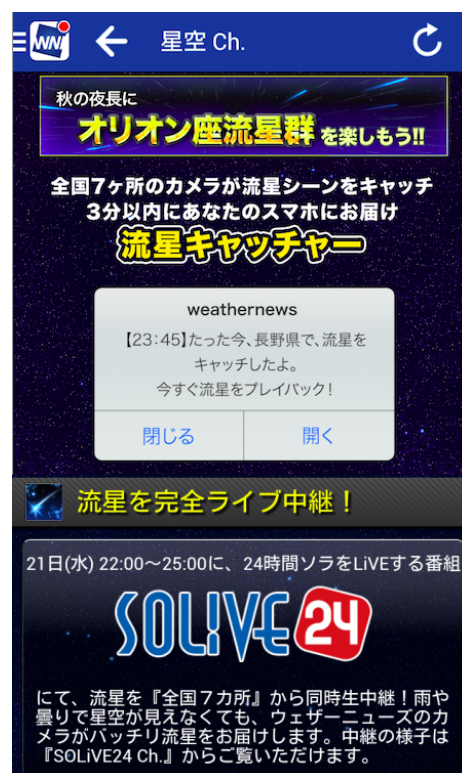 WN
星空 Ch.
秋の夜長に
オリオン座流星群を楽しもう!!
全国7ヶ所のカメラが流星シーンをキャッチ
3分以内にあなたのスマホにお届け
流星キャッチャー
weathernews
【23:45】たった今、長野県で、流星を
キャッチしたよ。
今すぐ流星をプレイバック!
閉じる 開く
流星を完全ライブ中継！
21日(水) 22:00〜25:00に、24時間ソラをLiVEする番組
SOLiVE24
にて、流星を『全国７カ所』から同時生中継！雨や
曇りで星空が見えなくても、ウェザーニューズのカ
メラがバッチリ流星をお届けします。中継の様子は
『SOLiVE24 Ch.』からご覧いただけます。